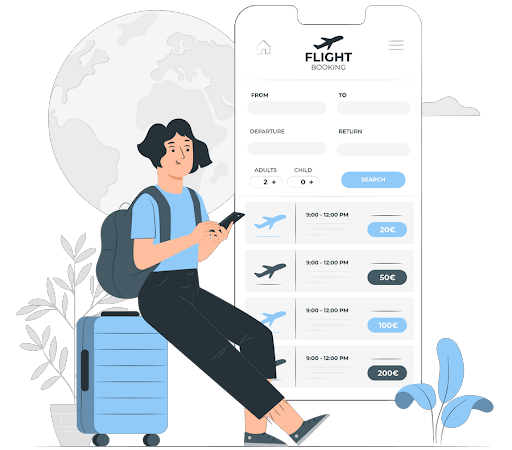 FLIGHT
BOOKING
FROM TO
DEPARTURE RETURN
ADULTS CHILD
2 + 0 + SEARCH
9:00 - 12:00 PM
20€
9:00 - 12:00 PM
50€
9:00 - 12:00 PM
100€
9:00 - 12:00 PM
200€